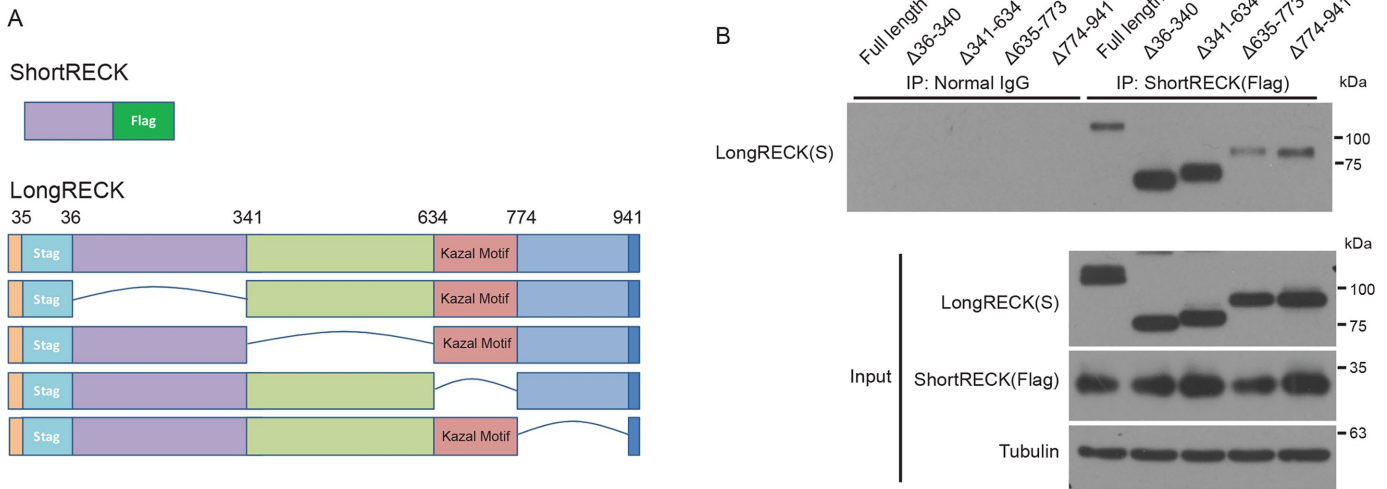 A
ShortRECK
Flag
LongRECK
35 36 341 634 774 941
Stag Kazal Motif
Stag Kazal Motif
Stag Kazal Motif
Stag
Stag Kazal Motif
B
Full length Δ36-340 Δ341-634 Δ635-773 Δ774-941 Full length Δ36-340 Δ341-634 Δ635-773 Δ774-941
IP: Normal IgG IP: ShortRECK(Flag) kDa
LongRECK(S) 100
75
kDa
LongRECK(S) 100
75
Input ShortRECK(Flag) 35
Tubulin 63